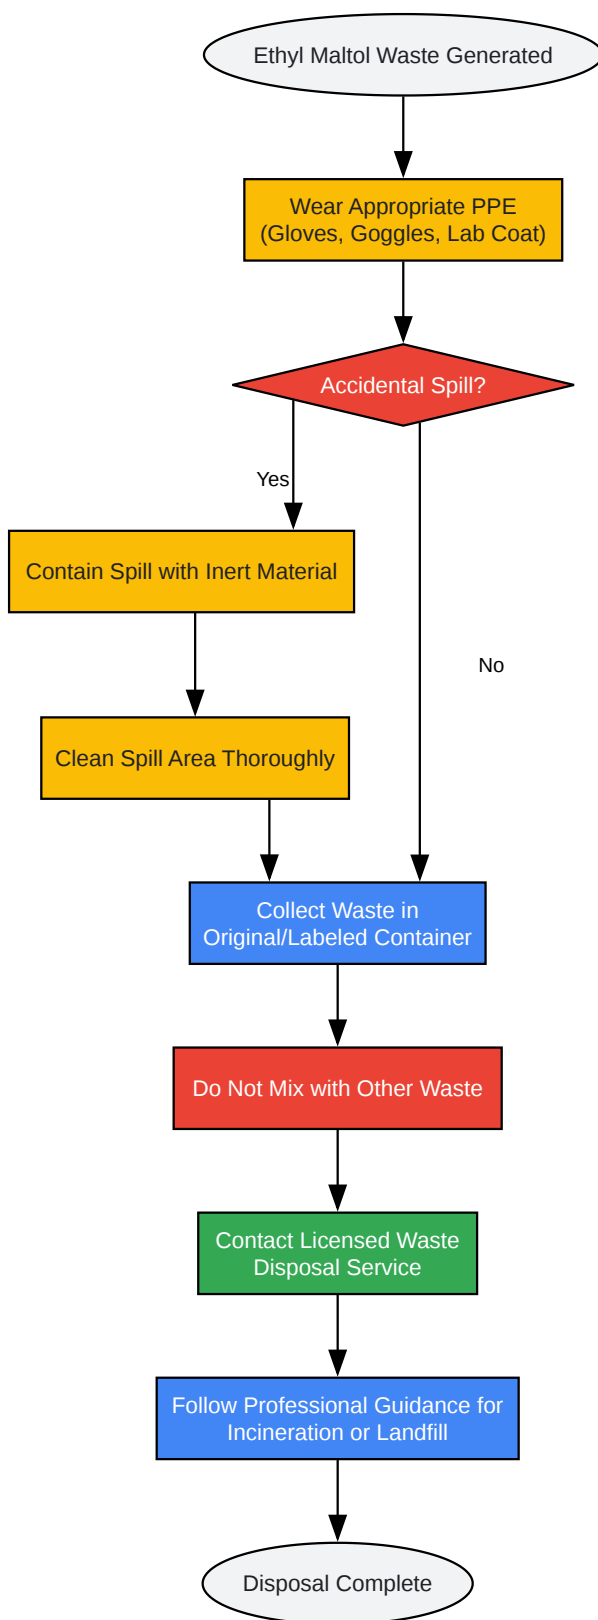 Ethyl Maltol Waste Generated
Wear Appropriate PPE
(Gloves, Goggles, Lab Coat)
Accidental Spill?
Yes
Contain Spill with Inert Material
No
Clean Spill Area Thoroughly
Collect Waste in
Original/Labeled Container
Do Not Mix with Other Waste
Contact Licensed Waste
Disposal Service
Follow Professional Guidance for
Incineration or Landfill
Disposal Complete